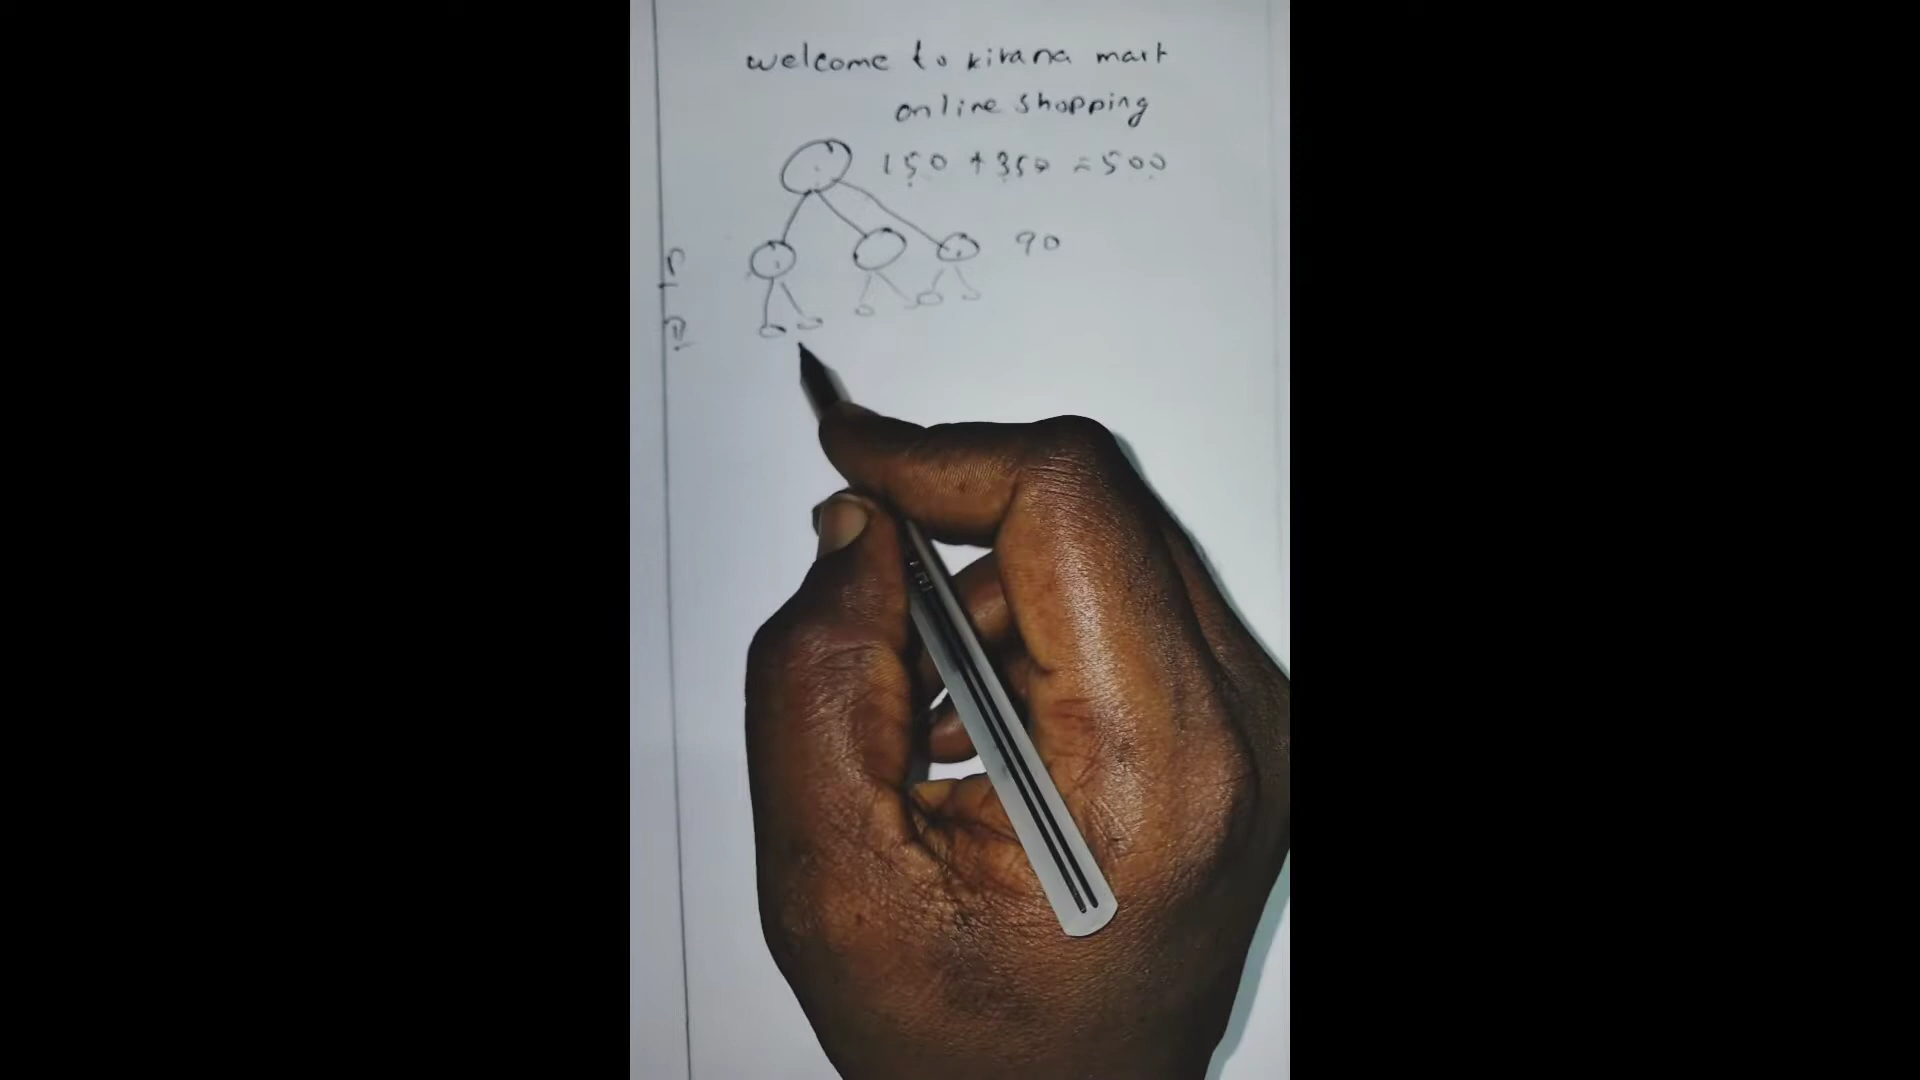 welcome to kirana mart
online shopping
150 + 350 = 500
90